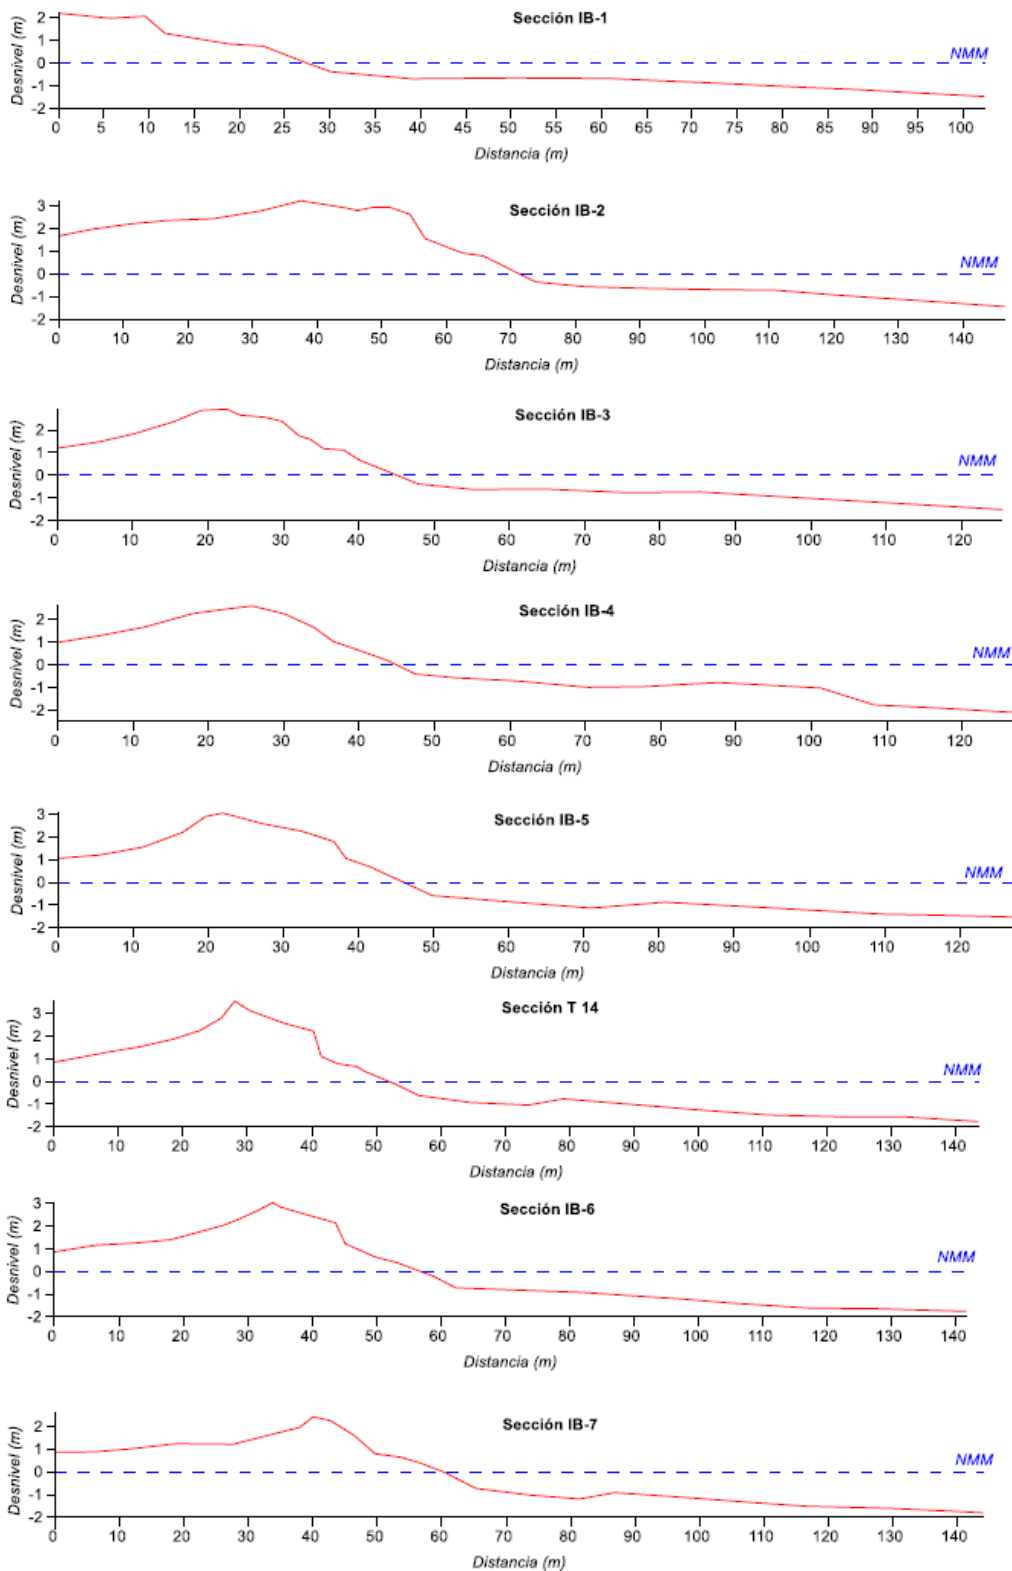 Sección IB-1
Desnivel (m)
2
1
0
-1
-2
NMM
0 5 10 15 20 25 30 35 40 45 50 55 60 65 70 75 80 85 90 95 100
Distancia (m)
Sección IB-2
Desnivel (m)
3
2
1
0
-1
-2
NMM
0 10 20 30 40 50 60 70 80 90 100 110 120 130 140
Distancia (m)
Sección IB-3
Desnivel (m)
2
1
0
-1
-2
NMM
0 10 20 30 40 50 60 70 80 90 100 110 120
Distancia (m)
Sección IB-4
Desnivel (m)
2
1
0
-1
-2
NMM
0 10 20 30 40 50 60 70 80 90 100 110 120
Distancia (m)
Sección IB-5
Desnivel (m)
3
2
1
0
-1
-2
NMM
0 10 20 30 40 50 60 70 80 90 100 110 120
Distancia (m)
Sección T 14
Desnivel (m)
3
2
1
0
-1
-2
NMM
0 10 20 30 40 50 60 70 80 90 100 110 120 130 140
Distancia (m)
Sección IB-6
Desnivel (m)
3
2
1
0
-1
-2
NMM
0 10 20 30 40 50 60 70 80 90 100 110 120 130 140
Distancia (m)
Sección IB-7
Desnivel (m)
2
1
0
-1
-2
NMM
0 10 20 30 40 50 60 70 80 90 100 110 120 130 140
Distancia (m)